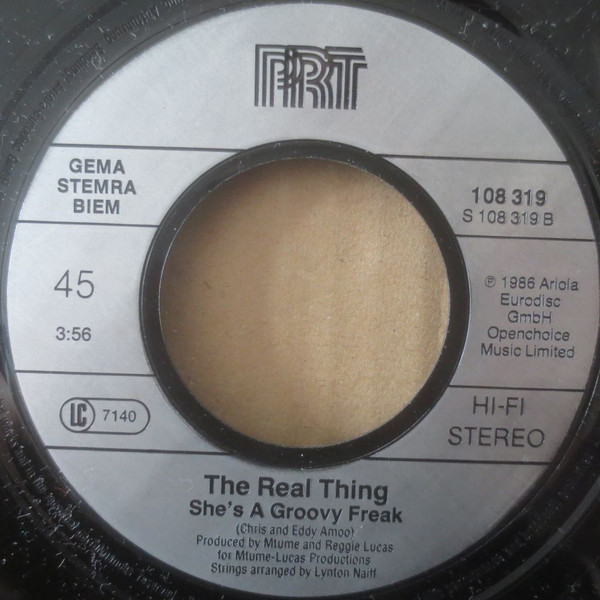 PRT
GEMA
STEMRA
BIEM
45
3:56
LC 7140
108 319
S 108 319 B
℗ 1986 Ariola
Eurodisc
GmbH
Openchoice
Music Limited
HI-FI
STEREO
The Real Thing
She's A Groovy Freak
(Chris and Eddy Amoo)
Produced by Mtume and Reggie Lucas
for Mtume-Lucas Productions
Strings arranged by Lynton Naiff